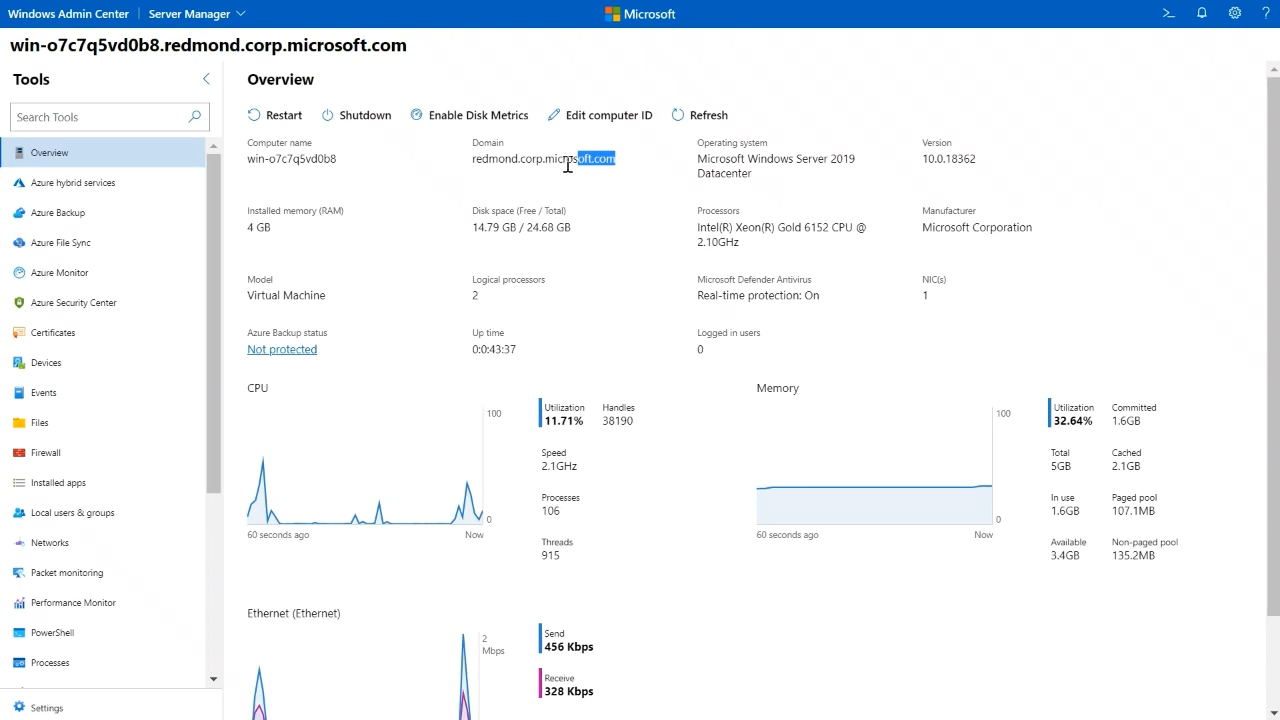 Windows Admin Center | Server Manager
Microsoft
win-o7c7q5vd0b8.redmond.corp.microsoft.com
Tools
Search Tools
Overview
Azure hybrid services
Azure Backup
Azure File Sync
Azure Monitor
Azure Security Center
Certificates
Devices
Events
Files
Firewall
Installed apps
Local users & groups
Networks
Packet monitoring
Performance Monitor
PowerShell
Processes
Settings
Overview
Restart Shutdown Enable Disk Metrics Edit computer ID Refresh
Computer name
win-o7c7q5vd0b8
Domain
redmond.corp.microsoft.com
Operating system
Microsoft Windows Server 2019
Datacenter
Version
10.0.18362
Installed memory (RAM)
4 GB
Disk space (Free / Total)
14.79 GB / 24.68 GB
Processors
Intel(R) Xeon(R) Gold 6152 CPU @
2.10GHz
Manufacturer
Microsoft Corporation
Model
Virtual Machine
Logical processors
2
Microsoft Defender Antivirus
Real-time protection: On
NIC(s)
1
Azure Backup status
Not protected
Up time
0:0:43:37
Logged in users
0
CPU
100
0
60 seconds ago Now
Utilization
11.71%
Handles
38190
Speed
2.1GHz
Processes
106
Threads
915
Memory
100
0
60 seconds ago Now
Utilization
32.64%
Committed
1.6GB
Total
5GB
Cached
2.1GB
In use
1.6GB
Paged pool
107.1MB
Available
3.4GB
Non-paged pool
135.2MB
Ethernet (Ethernet)
2
Mbps
Send
456 Kbps
Receive
328 Kbps